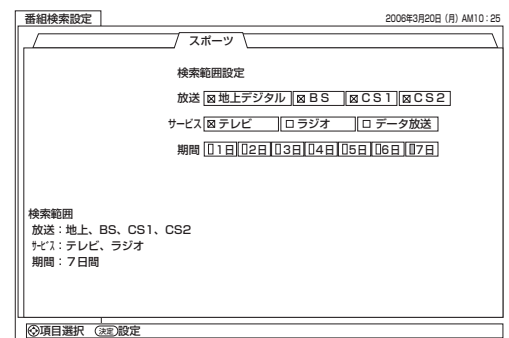 番組検索設定 2006年3月20日 (月) AM10：25
スポーツ
検索範囲設定
放送 ☒地上デジタル ☒BS ☒CS1 ☒CS2
サービス ☒テレビ □ラジオ □データ放送
期間 ▯1日 ▯2日 ▯3日 ▯4日 ▯5日 ▯6日 ▯7日
検索範囲
放送：地上、BS、CS1、CS2
ｻｰﾋﾞｽ：テレビ、ラジオ
期間：7日間
項目選択 決定 設定